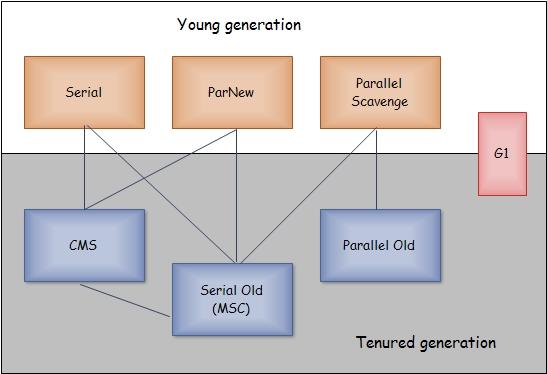 Young generation
Serial
ParNew
Parallel
Scavenge
G1
CMS
Serial Old
(MSC)
Parallel Old
Tenured generation